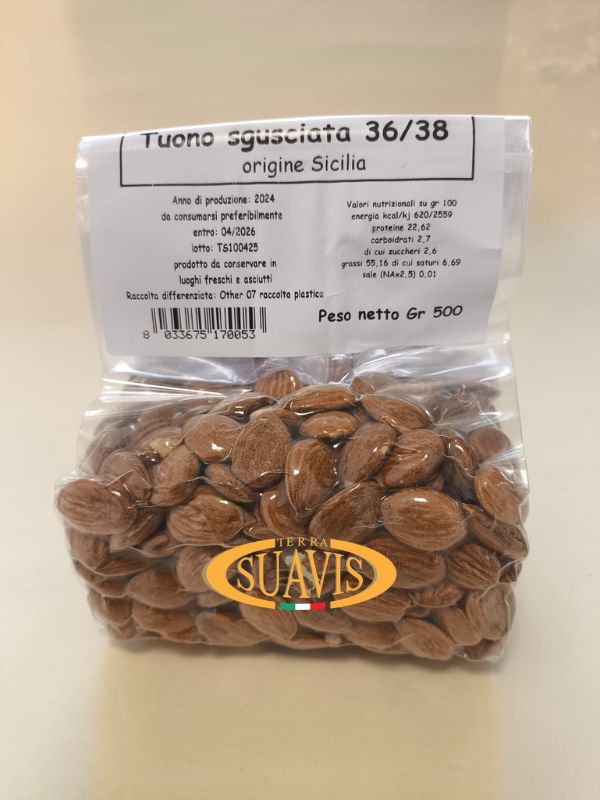 Tuono sgusciata 36/38
origine Sicilia
Anno di produzione: 2024
da consumarsi preferibilmente
entro: 04/2026
lotto: TS100425
prodotto da conservare in
luoghi freschi e asciutti
Raccolta differenziata: Other 07 raccolta plastica
8 033675 170053
Valori nutrizionali su gr 100
energia kcal/kj 620/2559
proteine 22,62
carboidrati 2,7
di cui zuccheri 2,6
grassi 55,16 di cui saturi 6,69
sale (NAx2,5) 0,01
Peso netto Gr 500
TERRA
SUAVIS